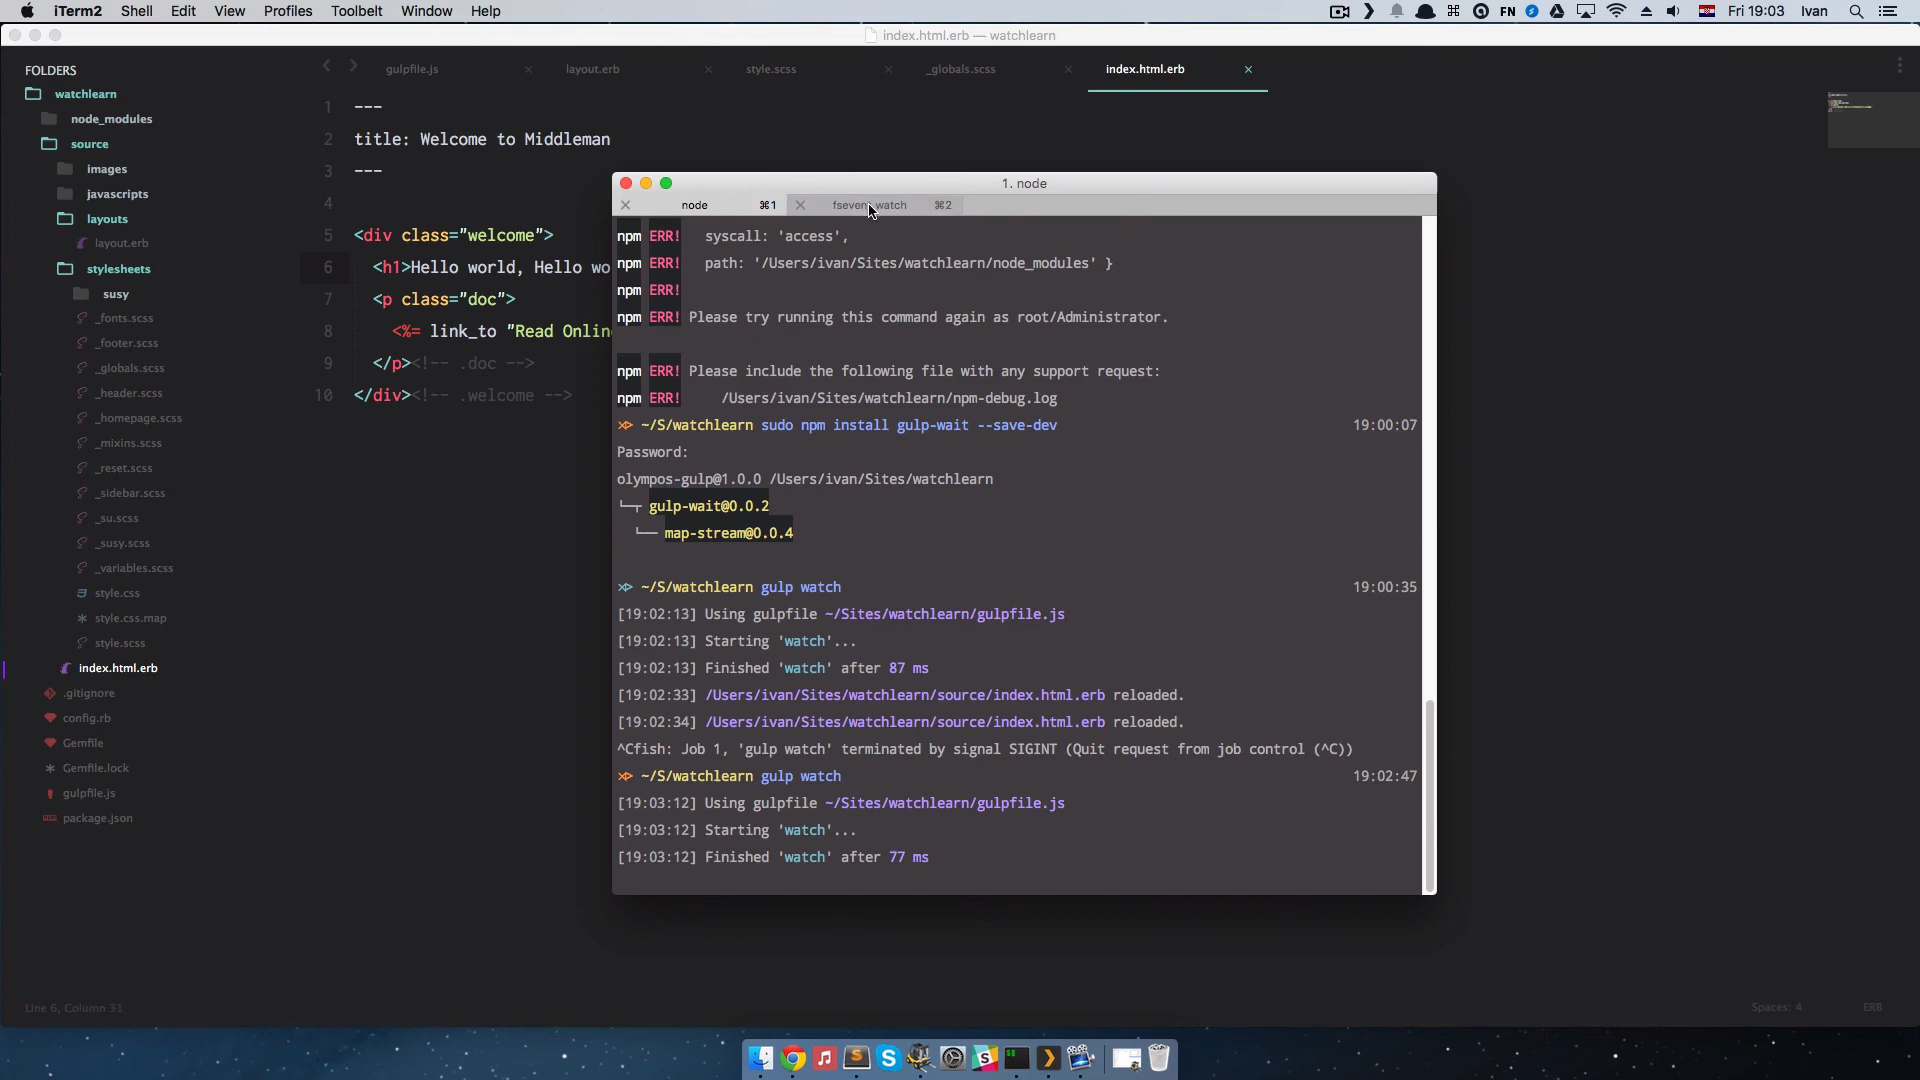 iTerm2 Shell Edit View Profiles Toolbelt Window Help FN Fri 19:03 Ivan
index.html.erb — watchlearn
FOLDERS
watchlearn
node_modules
source
images
javascripts
layouts
layout.erb
stylesheets
susy
_fonts.scss
_footer.scss
_globals.scss
_header.scss
_homepage.scss
_mixins.scss
_reset.scss
_sidebar.scss
_su.scss
_susy.scss
_variables.scss
style.css
style.css.map
style.scss
index.html.erb
.gitignore
config.rb
Gemfile
Gemfile.lock
gulpfile.js
package.json
gulpfile.js layout.erb style.scss _globals.scss index.html.erb
1 ---
2 title: Welcome to Middleman
3 ---
4
5 <div class="welcome">
6 <h1>Hello world, Hello wo
7 <p class="doc">
8 <%= link_to "Read Onlin
9 </p><!-- .doc -->
10 </div><!-- .welcome -->
1. node
node ⌘1 watch ⌘2
npm ERR! syscall: 'access',
npm ERR! path: '/Users/ivan/Sites/watchlearn/node_modules' }
npm ERR!
npm ERR! Please try running this command again as root/Administrator.
npm ERR! Please include the following file with any support request:
npm ERR! /Users/ivan/Sites/watchlearn/npm-debug.log
~/S/watchlearn sudo npm install gulp-wait --save-dev 19:00:07
Password:
olympos-gulp@1.0.0 /Users/ivan/Sites/watchlearn
└─┬ gulp-wait@0.0.2
└── map-stream@0.0.4
~/S/watchlearn gulp watch 19:00:35
[19:02:13] Using gulpfile ~/Sites/watchlearn/gulpfile.js
[19:02:13] Starting 'watch'...
[19:02:13] Finished 'watch' after 87 ms
[19:02:33] /Users/ivan/Sites/watchlearn/source/index.html.erb reloaded.
[19:02:34] /Users/ivan/Sites/watchlearn/source/index.html.erb reloaded.
^Cfish: Job 1, 'gulp watch' terminated by signal SIGINT (Quit request from job control (^C))
~/S/watchlearn gulp watch 19:02:47
[19:03:12] Using gulpfile ~/Sites/watchlearn/gulpfile.js
[19:03:12] Starting 'watch'...
[19:03:12] Finished 'watch' after 77 ms
Line 6, Column 31 Spaces: 4 ERB